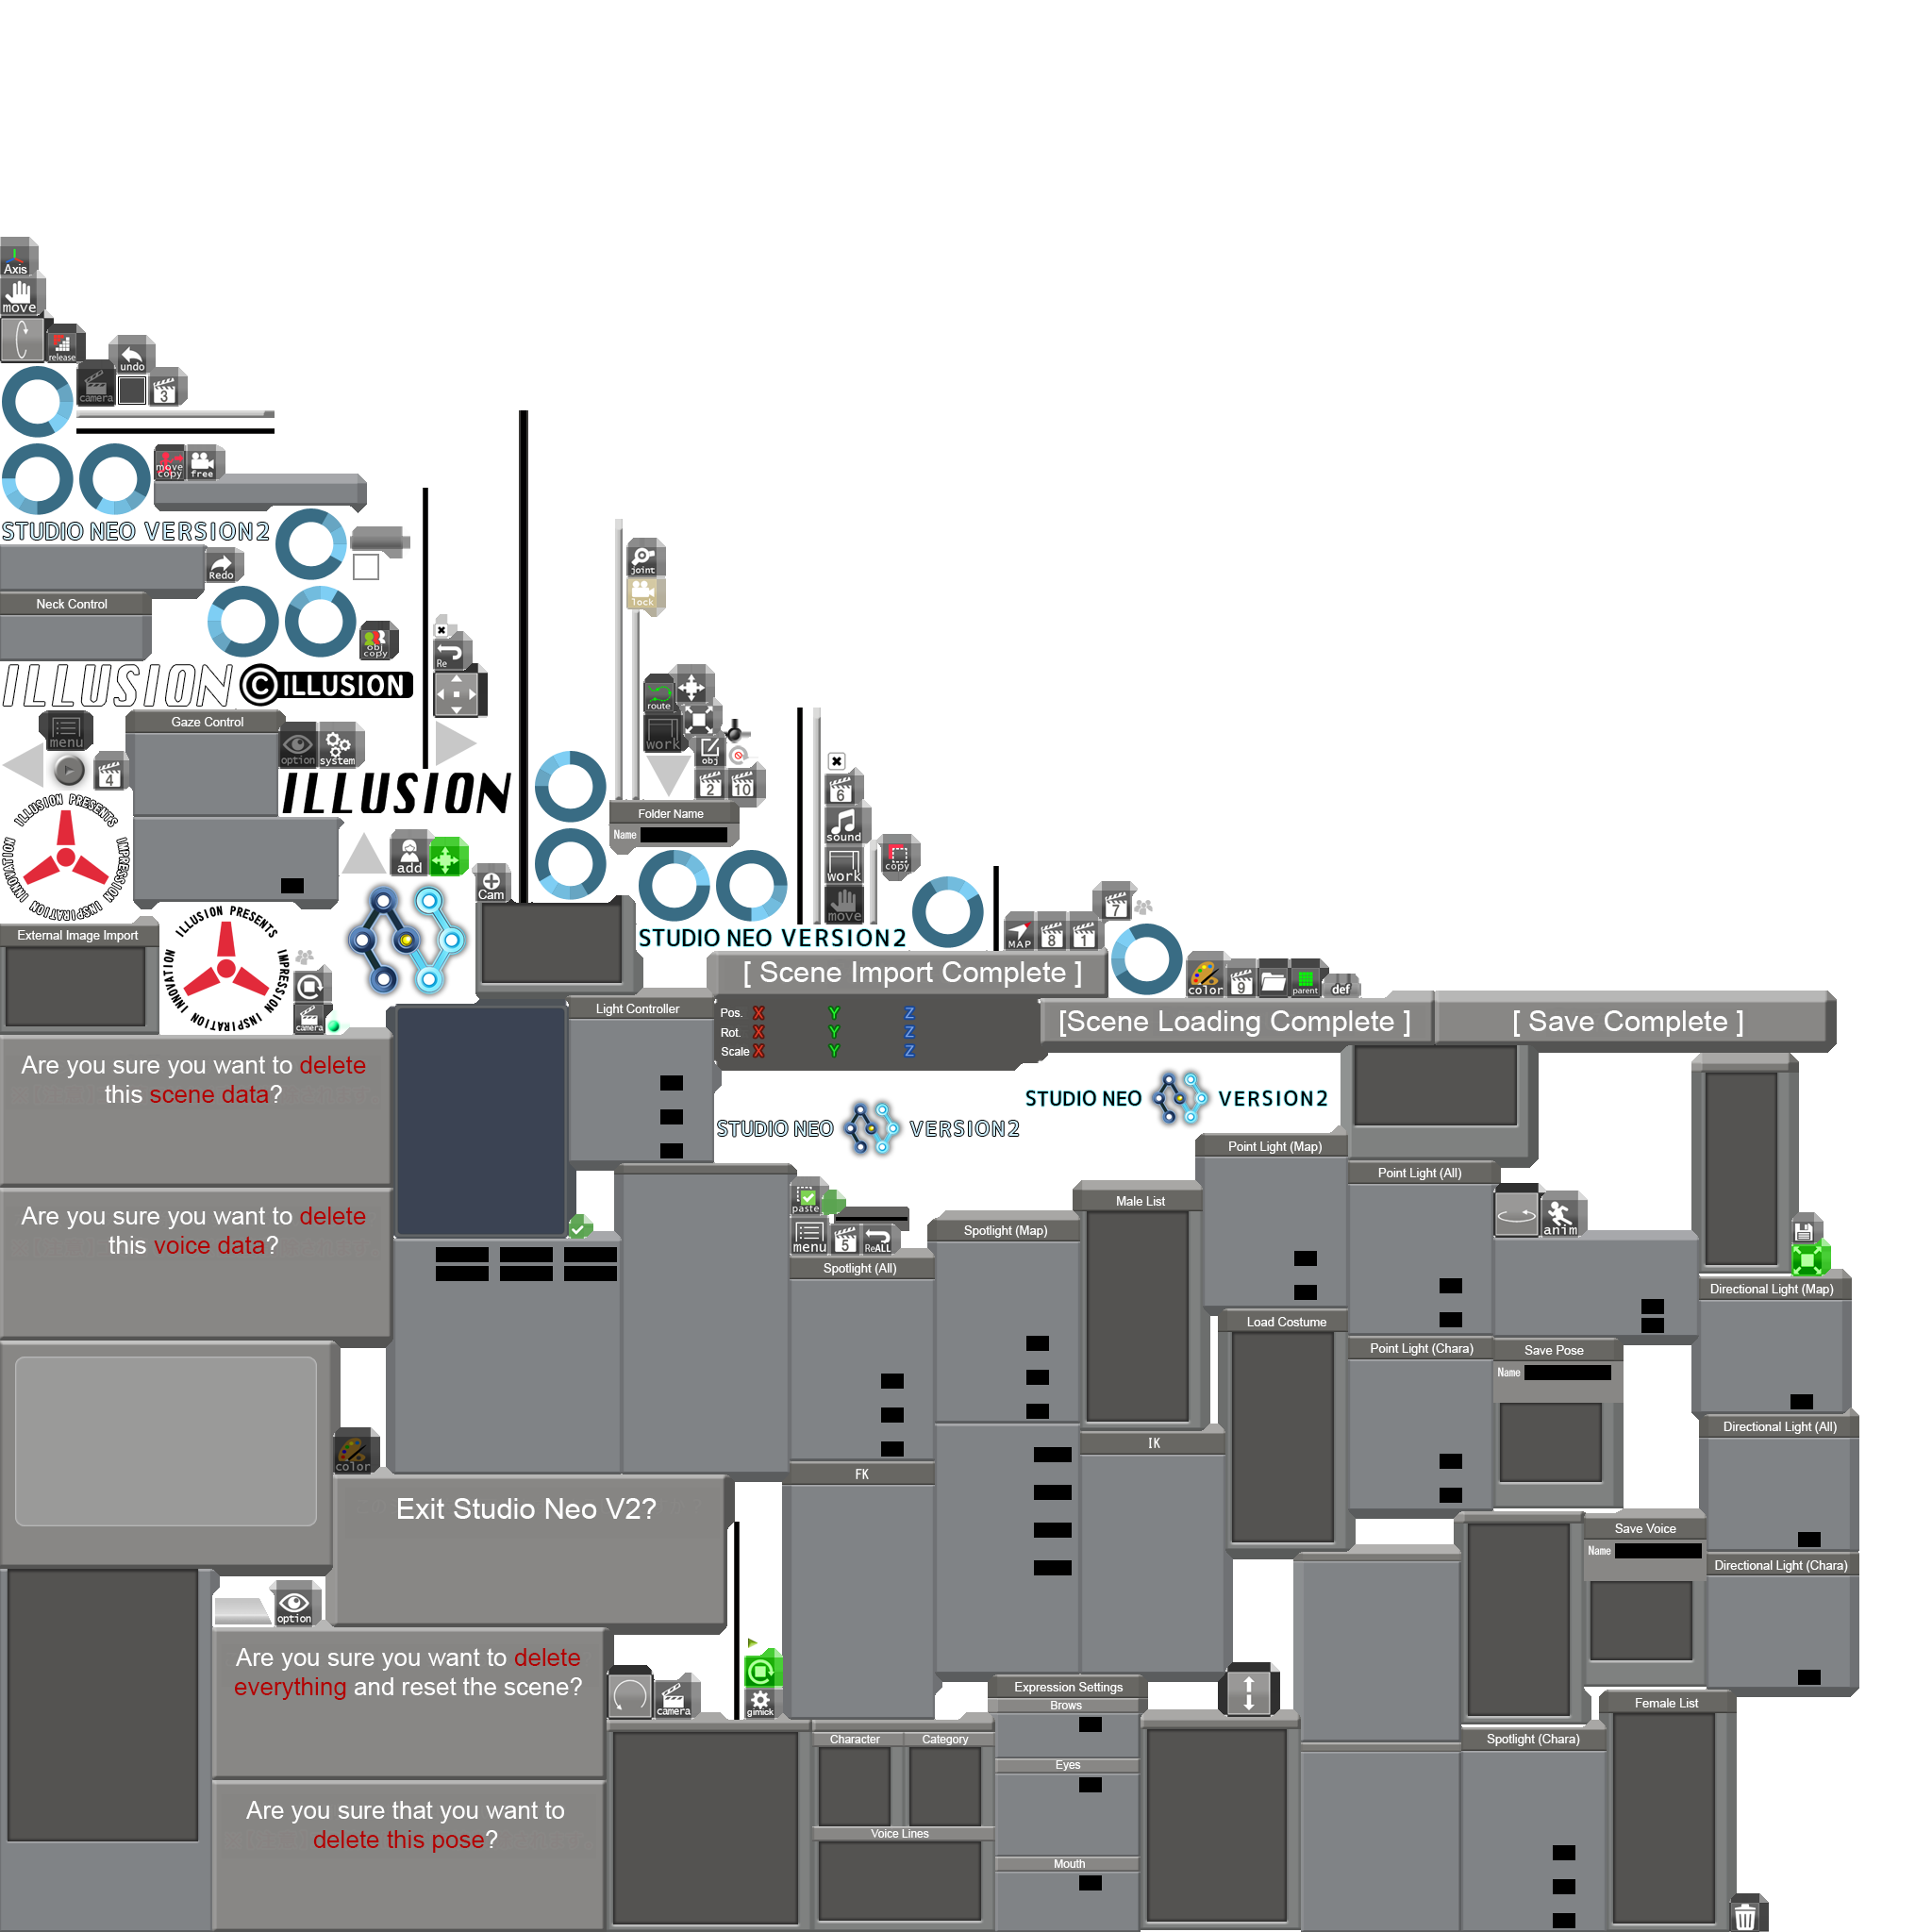 Axis
move
release
undo
camera
3
move
copy
free
STUDIO NEO VERSION2
Redo
joint
lock
Neck Control
obj
copy
Re
ILLUSION
© ILLUSION
route
menu
Gaze Control
option
system
work
obj
4
2
10
6
ILLUSION
Folder Name
Name
sound
ILLUSION PRESENTS IMPRESSION INSPIRATION INNOVATION
add
copy
work
Cam
move
7
External Image Import
ILLUSION PRESENTS IMPRESSION INSPIRATION INNOVATION
STUDIO NEO VERSION2
MAP
8
1
[ Scene Import Complete ]
color
9
parent
def
camera
Light Controller
Pos. X Y Z
Rot. X Y Z
Scale X Y Z
[Scene Loading Complete ]
[ Save Complete ]
Are you sure you want to delete
this scene data?
STUDIO NEO VERSION2
STUDIO NEO VERSION2
Point Light (Map)
Point Light (All)
Are you sure you want to delete
this voice data?
paste
Male List
menu
5
ReALL
Spotlight (Map)
anim
Spotlight (All)
Directional Light (Map)
Load Costume
Point Light (Chara)
Save Pose
Name
color
IK
Directional Light (All)
FK
Exit Studio Neo V2?
Save Voice
Name
Directional Light (Chara)
option
Are you sure you want to delete
everything and reset the scene?
camera
gimick
Expression Settings
Brows
Female List
Character
Category
Spotlight (Chara)
Eyes
Are you sure that you want to
delete this pose?
Voice Lines
Mouth